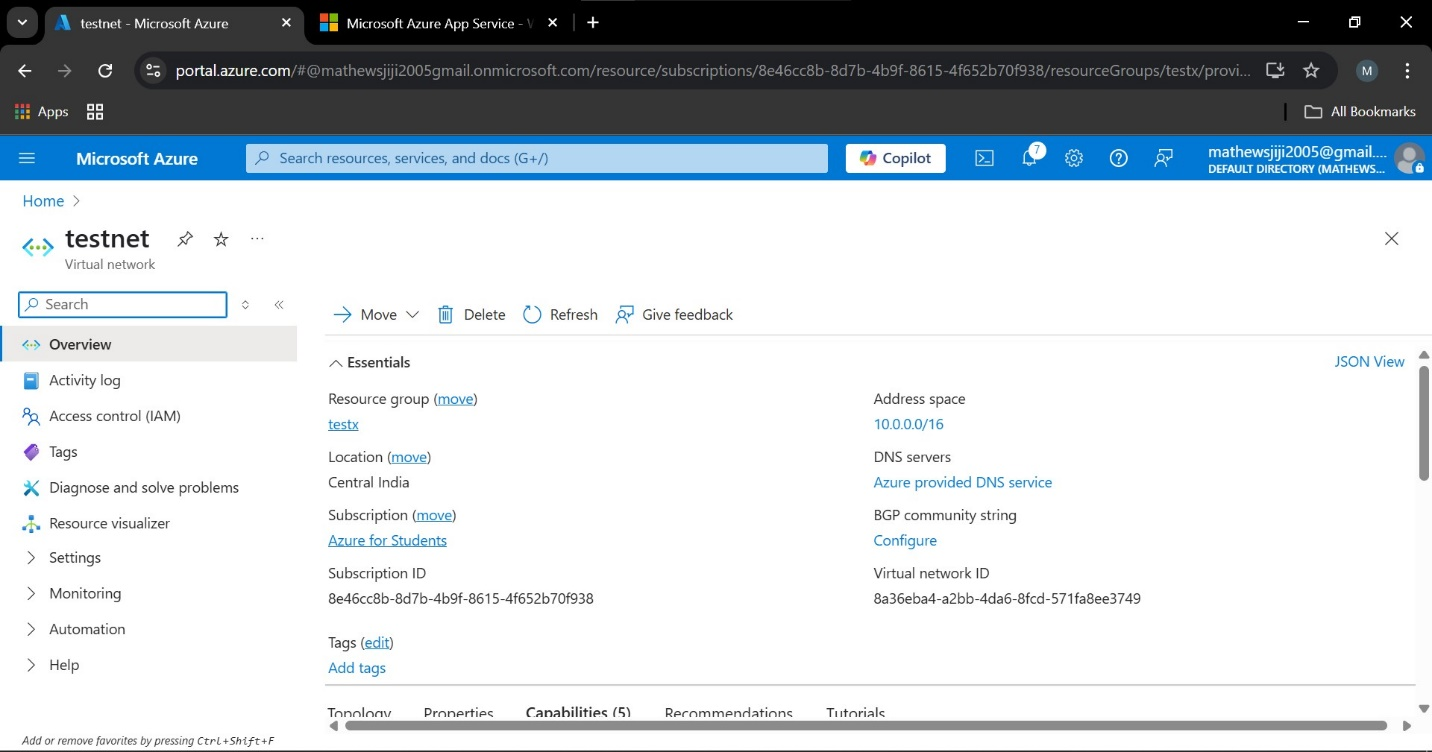 testnet - Microsoft Azure
Microsoft Azure App Service -
portal.azure.com/#@mathewsjiji2005gmail.onmicrosoft.com/resource/subscriptions/8e46cc8b-8d7b-4b9f-8615-4f652b70f938/resourceGroups/testx/provi...
M
Apps
All Bookmarks
Microsoft Azure
Search resources, services, and docs (G+/)
Copilot
7
mathewsjiji2005@gmail....
DEFAULT DIRECTORY (MATHEWS...
Home >
testnet
Virtual network
Search
Overview
Activity log
Access control (IAM)
Tags
Diagnose and solve problems
Resource visualizer
Settings
Monitoring
Automation
Help
Add or remove favorites by pressing Ctrl+Shift+F
Move
Delete
Refresh
Give feedback
Essentials
JSON View
Resource group (move)
testx
Location (move)
Central India
Subscription (move)
Azure for Students
Subscription ID
8e46cc8b-8d7b-4b9f-8615-4f652b70f938
Address space
10.0.0.0/16
DNS servers
Azure provided DNS service
BGP community string
Configure
Virtual network ID
8a36eba4-a2bb-4da6-8fcd-571fa8ee3749
Tags (edit)
Add tags
Topology Properties Capabilities (5) Recommendations Tutorials